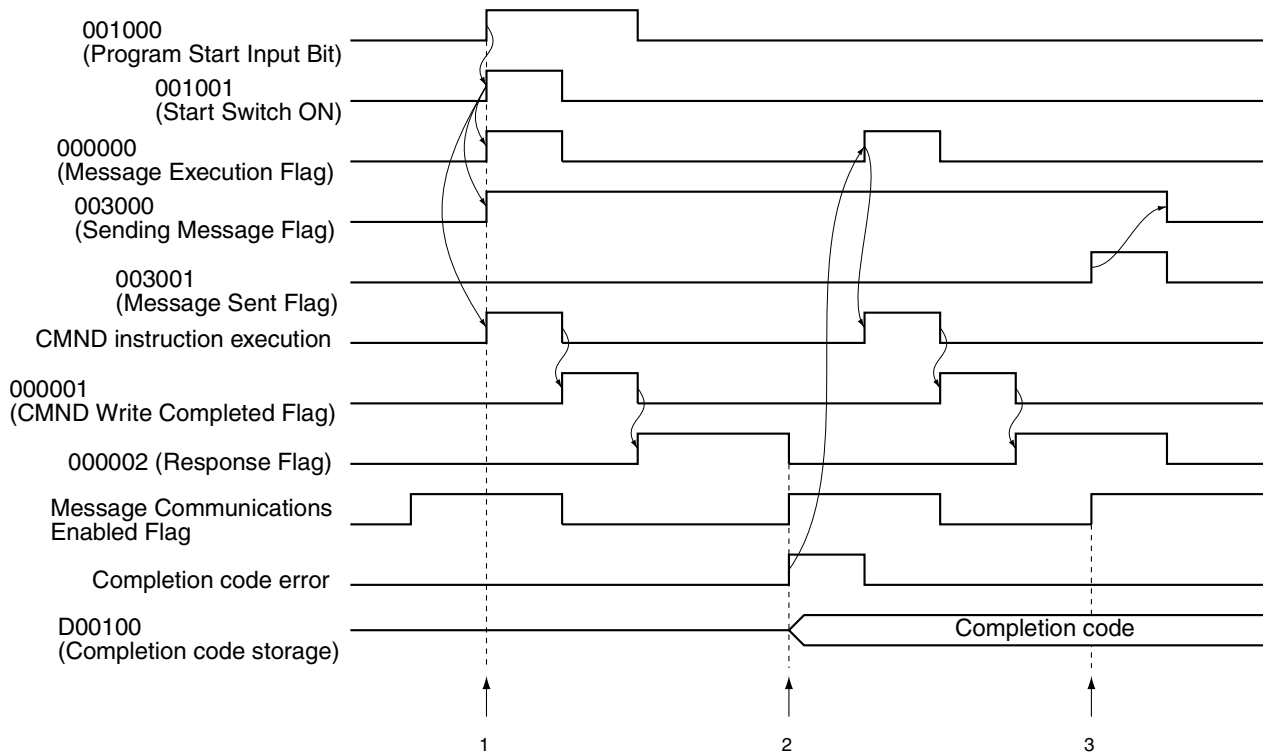 001000
(Program Start Input Bit)
001001
(Start Switch ON)
000000
(Message Execution Flag)
003000
(Sending Message Flag)
003001
(Message Sent Flag)
CMND instruction execution
000001
(CMND Write Completed Flag)
000002 (Response Flag)
Message Communications
Enabled Flag
Completion code error
D00100
(Completion code storage)
Completion code
1
2
3